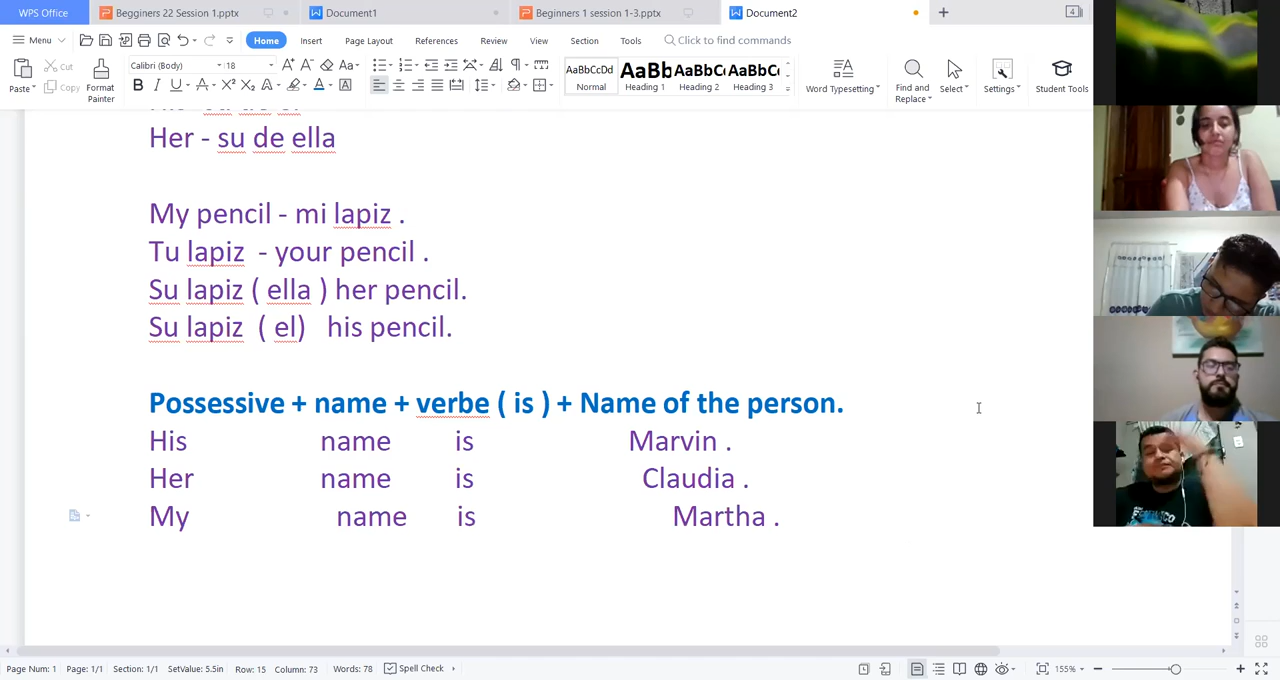 WPS Office Begginers 22 Session 1.pptx Document1 Beginners 1 session 1-3.pptx Document2 + 4
Menu Home Insert Page Layout References Review View Section Tools Click to find commands
Cut Calibri (Body) 18 AaBbCcDd AaBb AaBbC AaBbC
Paste Copy Format Painter B I U Normal Heading 1 Heading 2 Heading 3 Word Typesetting Find and Replace Select Settings Student Tools
Her - su de ella
My pencil - mi lapiz .
Tu lapiz - your pencil .
Su lapiz ( ella ) her pencil.
Su lapiz ( el) his pencil.
Possessive + name + verbe ( is ) + Name of the person.
His name is Marvin .
Her name is Claudia .
My name is Martha .
Page Num: 1 Page: 1/1 Section: 1/1 SetValue: 5.5in Row: 15 Column: 73 Words: 78 Spell Check 155%